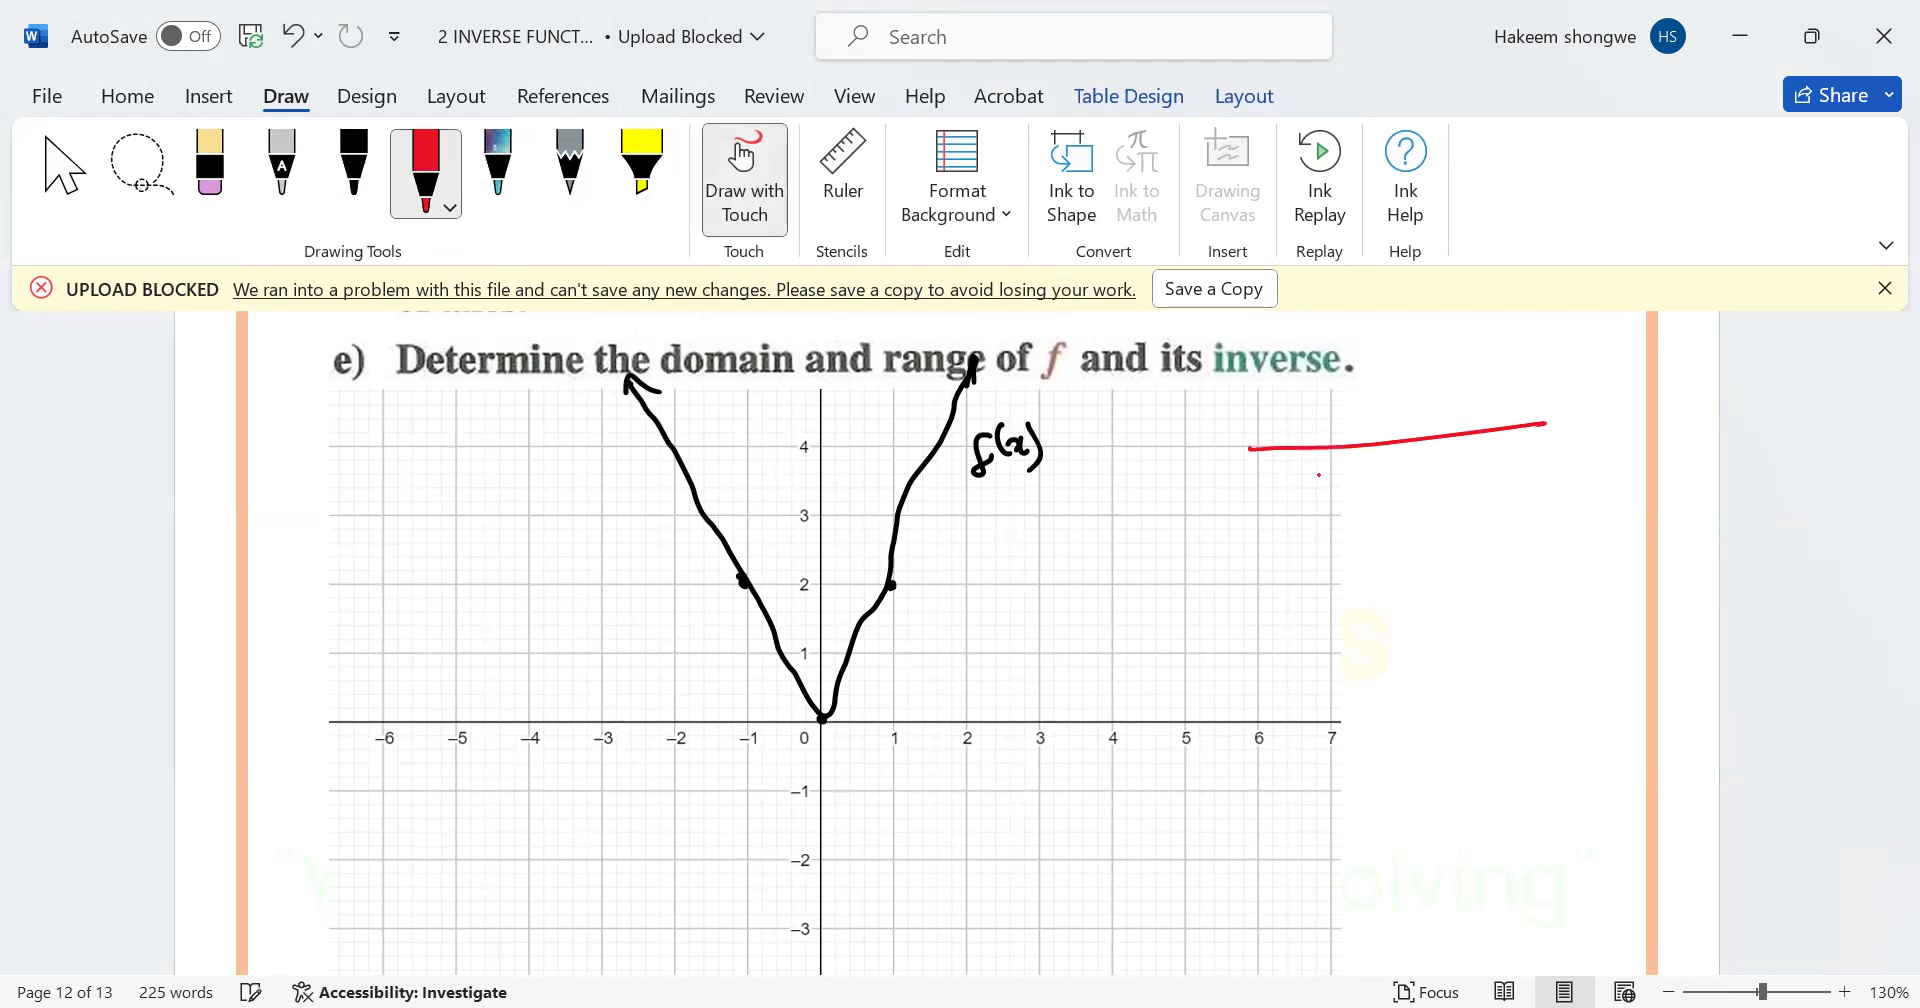 AutoSave Off 2 INVERSE FUNCT... • Upload Blocked Search Hakeem shongwe HS
File Home Insert Draw Design Layout References Mailings Review View Help Acrobat Table Design Layout Share
A
Draw with Touch Ruler Format Background Ink to Shape Ink to Math Drawing Canvas Ink Replay Ink Help
Drawing Tools Touch Stencils Edit Convert Insert Replay Help
UPLOAD BLOCKED We ran into a problem with this file and can't save any new changes. Please save a copy to avoid losing your work. Save a Copy
e) Determine the domain and range of f and its inverse.
f(x)
4
3
2
1
-6 -5 -4 -3 -2 -1 0 1 2 3 4 5 6 7
-1
-2
-3
S
olving"
Page 12 of 13 225 words Accessibility: Investigate Focus 130%